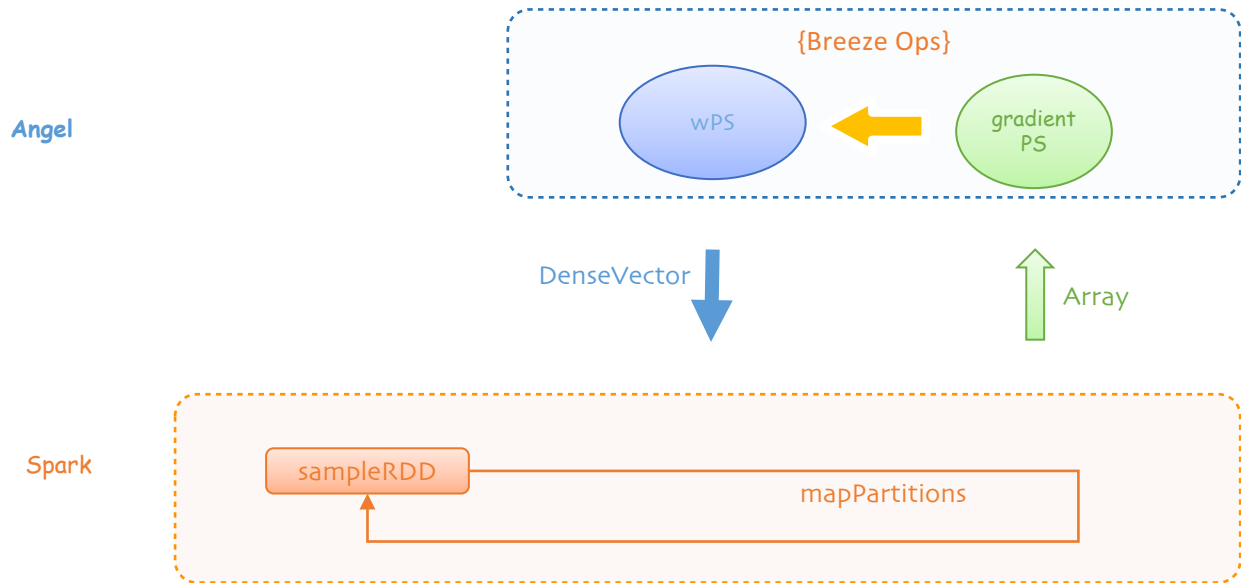 {Breeze Ops}
Angel
wPS
gradient
PS
DenseVector
Array
Spark
sampleRDD
mapPartitions